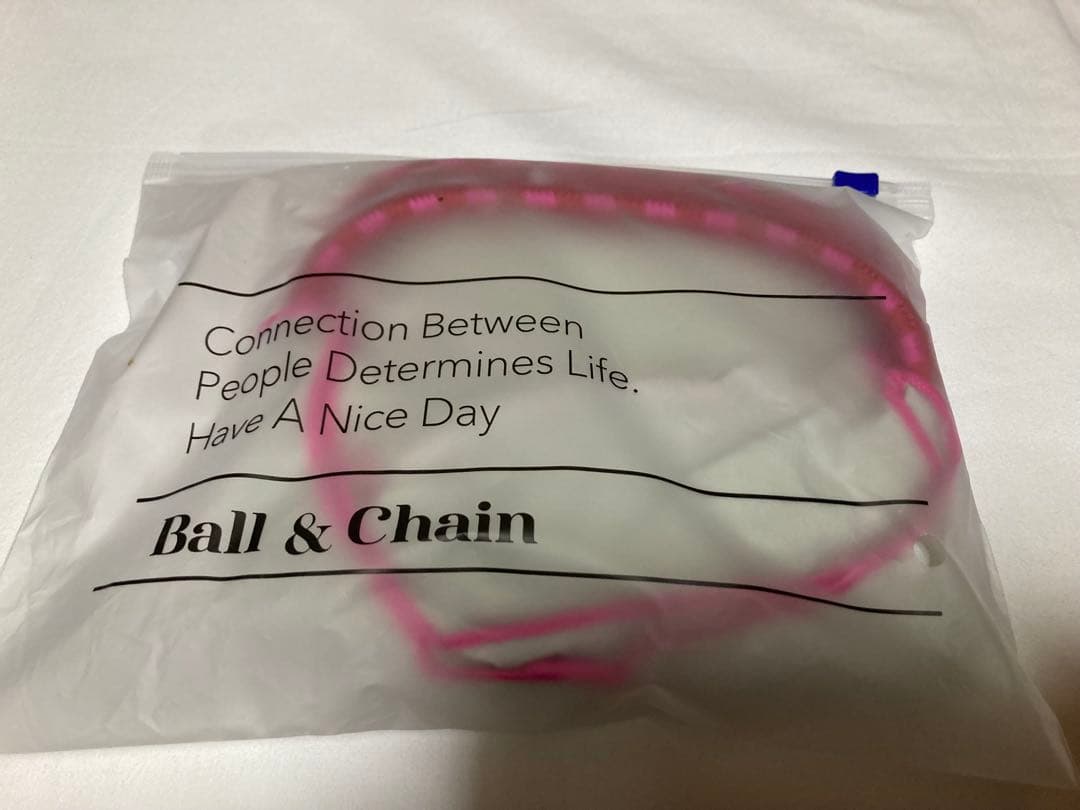 Connection Between
People Determines Life.
Have A Nice Day
Ball & Chain